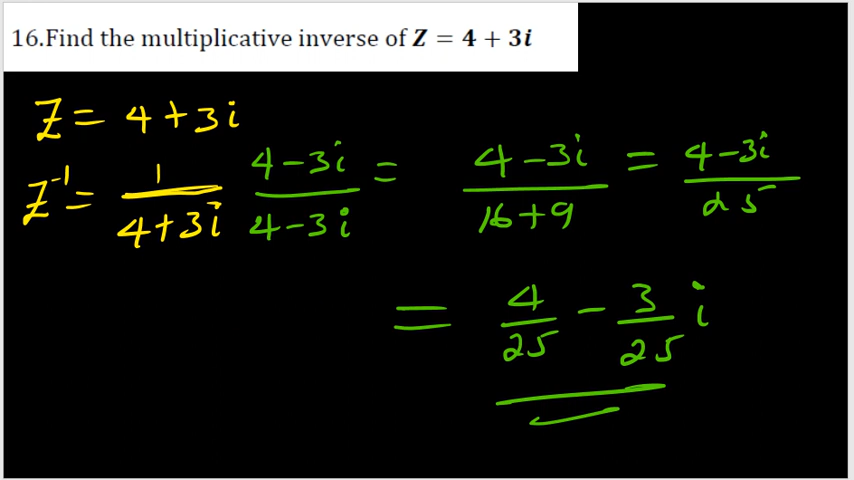 16.Find the multiplicative inverse of Z = 4 + 3i
Z = 4 + 3i
Z⁻¹ = 1/(4+3i) (4-3i)/(4-3i) = (4-3i)/(16+9) = (4-3i)/25
= 4/25 - 3/25 i